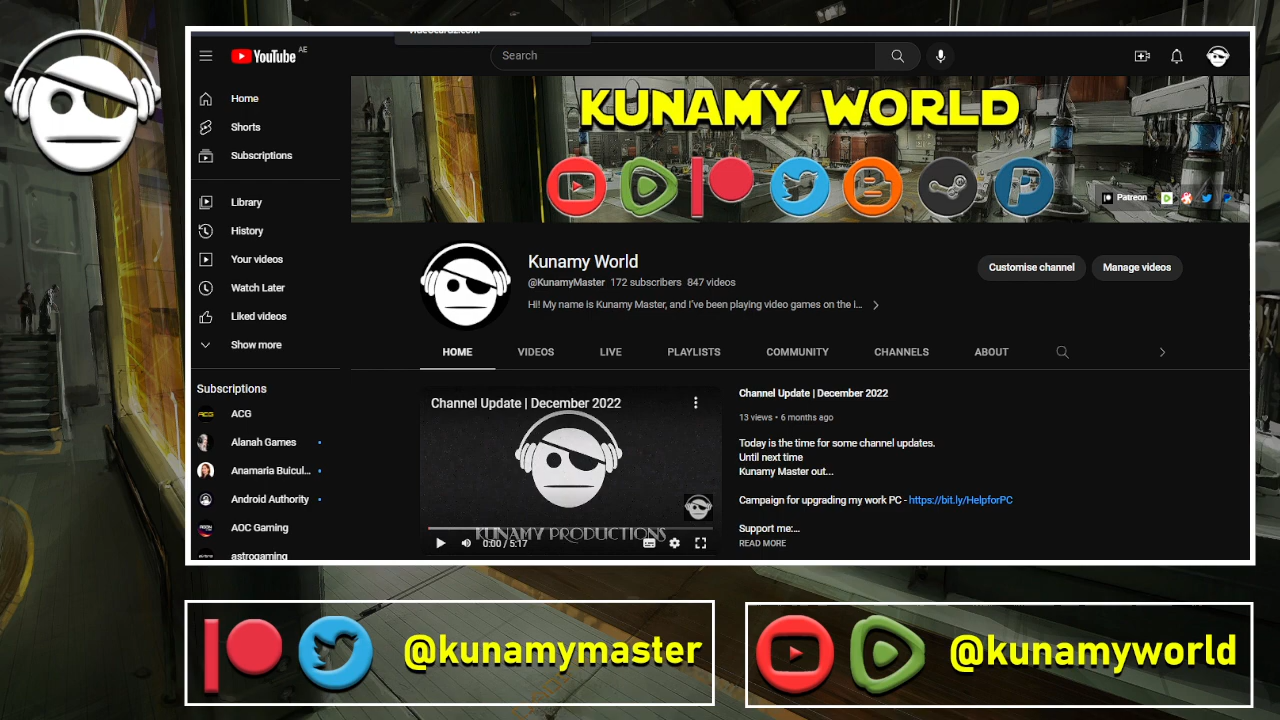 videocardz.com
YouTube AE
Search
Home
Shorts
Subscriptions
Library
History
Your videos
Watch Later
Liked videos
Show more
Subscriptions
ACG
Alanah Games
Anamaria Buicul...
Android Authority
AOC Gaming
astrogaming
KUNAMY WORLD
Patreon
Kunamy World
@KunamyMaster 172 subscribers 847 videos
Hi! My name is Kunamy Master, and I've been playing video games on the l...
Customise channel
Manage videos
HOME VIDEOS LIVE PLAYLISTS COMMUNITY CHANNELS ABOUT
Channel Update | December 2022
KUNAMY PRODUCTIONS
0:00 / 5:17
Channel Update | December 2022
13 views • 6 months ago
Today is the time for some channel updates.
Until next time
Kunamy Master out...
Campaign for upgrading my work PC - https://bit.ly/HelpforPC
Support me:...
READ MORE
@kunamymaster
@kunamyworld